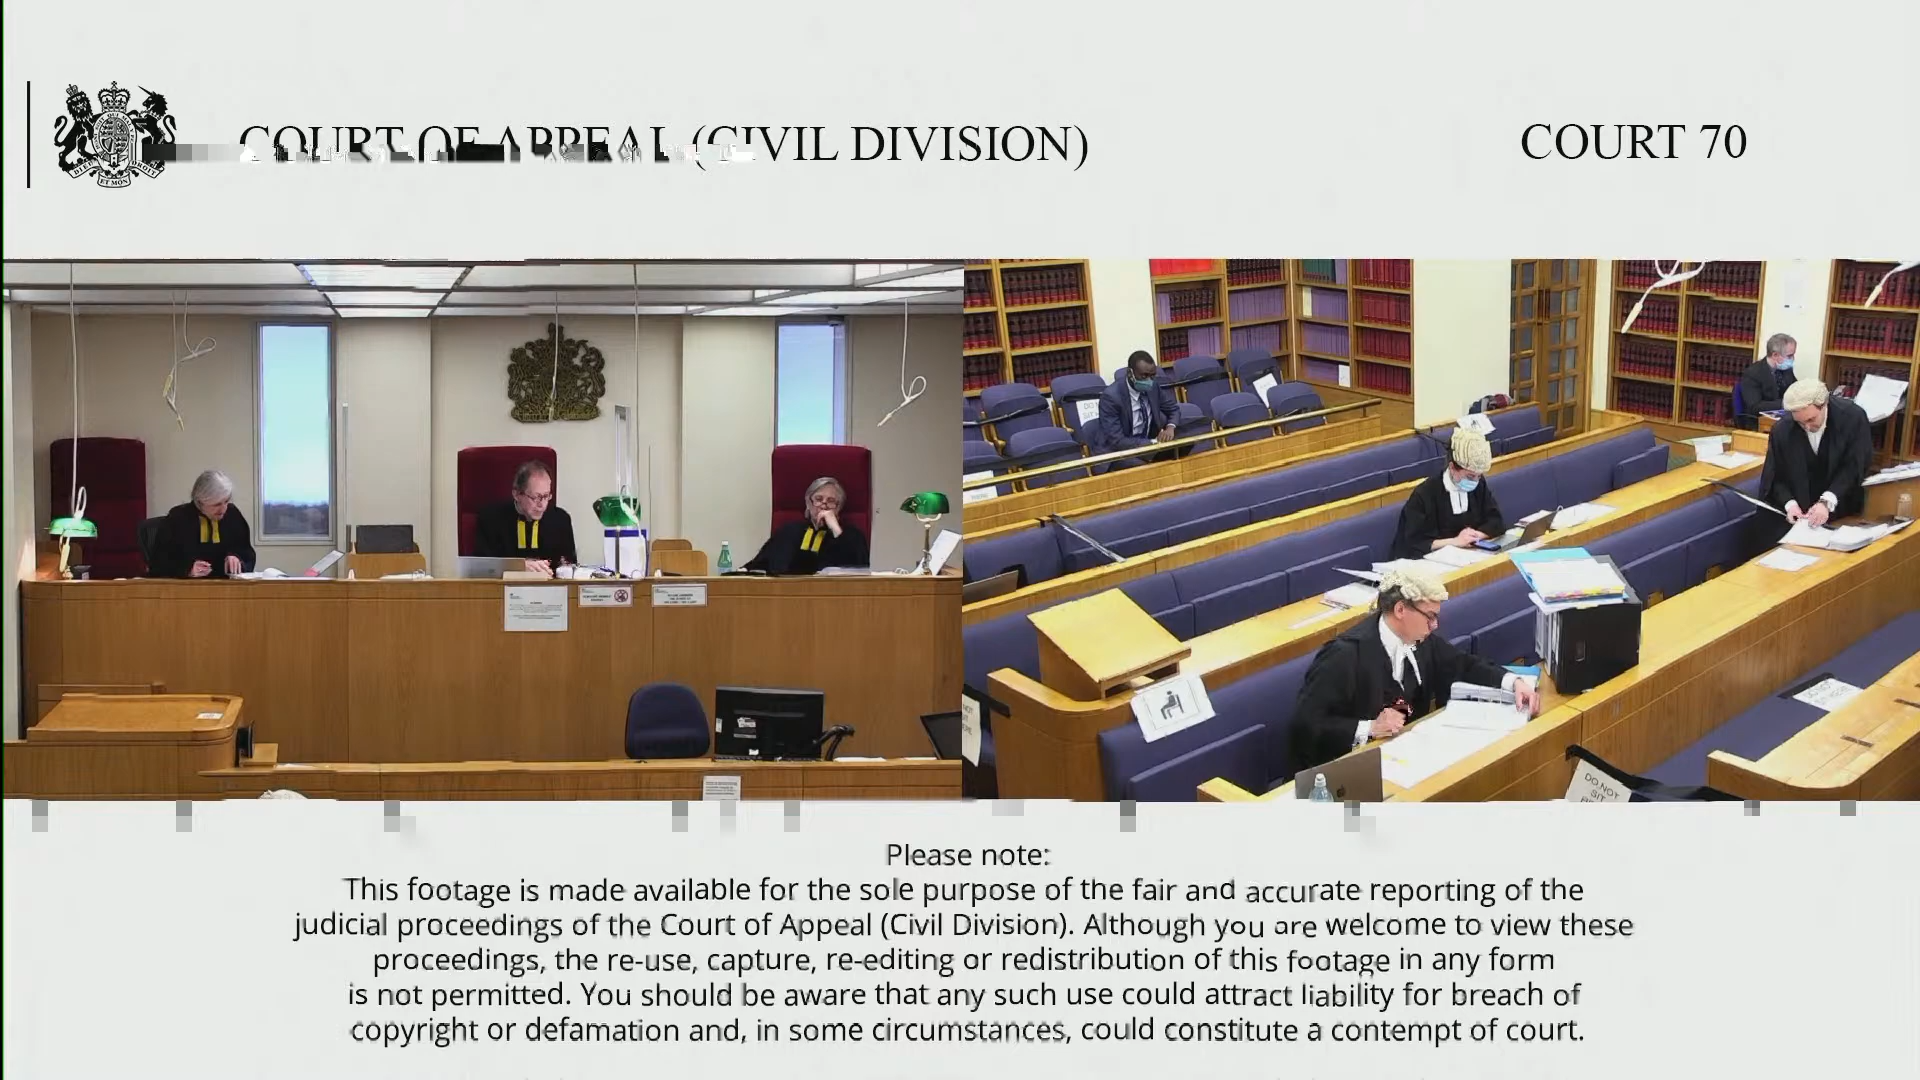 COURT OF APPEAL (CIVIL DIVISION)
COURT 70
DO NOT
SIT
Please note:
This footage is made available for the sole purpose of the fair and accurate reporting of the
judicial proceedings of the Court of Appeal (Civil Division). Although you are welcome to view these
proceedings, the re-use, capture, re-editing or redistribution of this footage in any form
is not permitted. You should be aware that any such use could attract liability for breach of
copyright or defamation and, in some circumstances, could constitute a contempt of court.